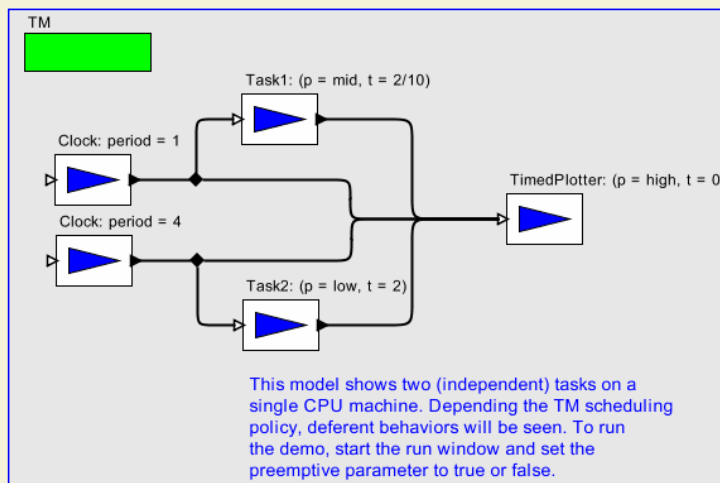 TM
Task1: (p = mid, t = 2/10)
Clock: period = 1
TimedPlotter: (p = high, t = 0
Clock: period = 4
Task2: (p = low, t = 2)
This model shows two (independent) tasks on a
single CPU machine. Depending the TM scheduling
policy, deferent behaviors will be seen. To run
the demo, start the run window and set the
preemptive parameter to true or false.